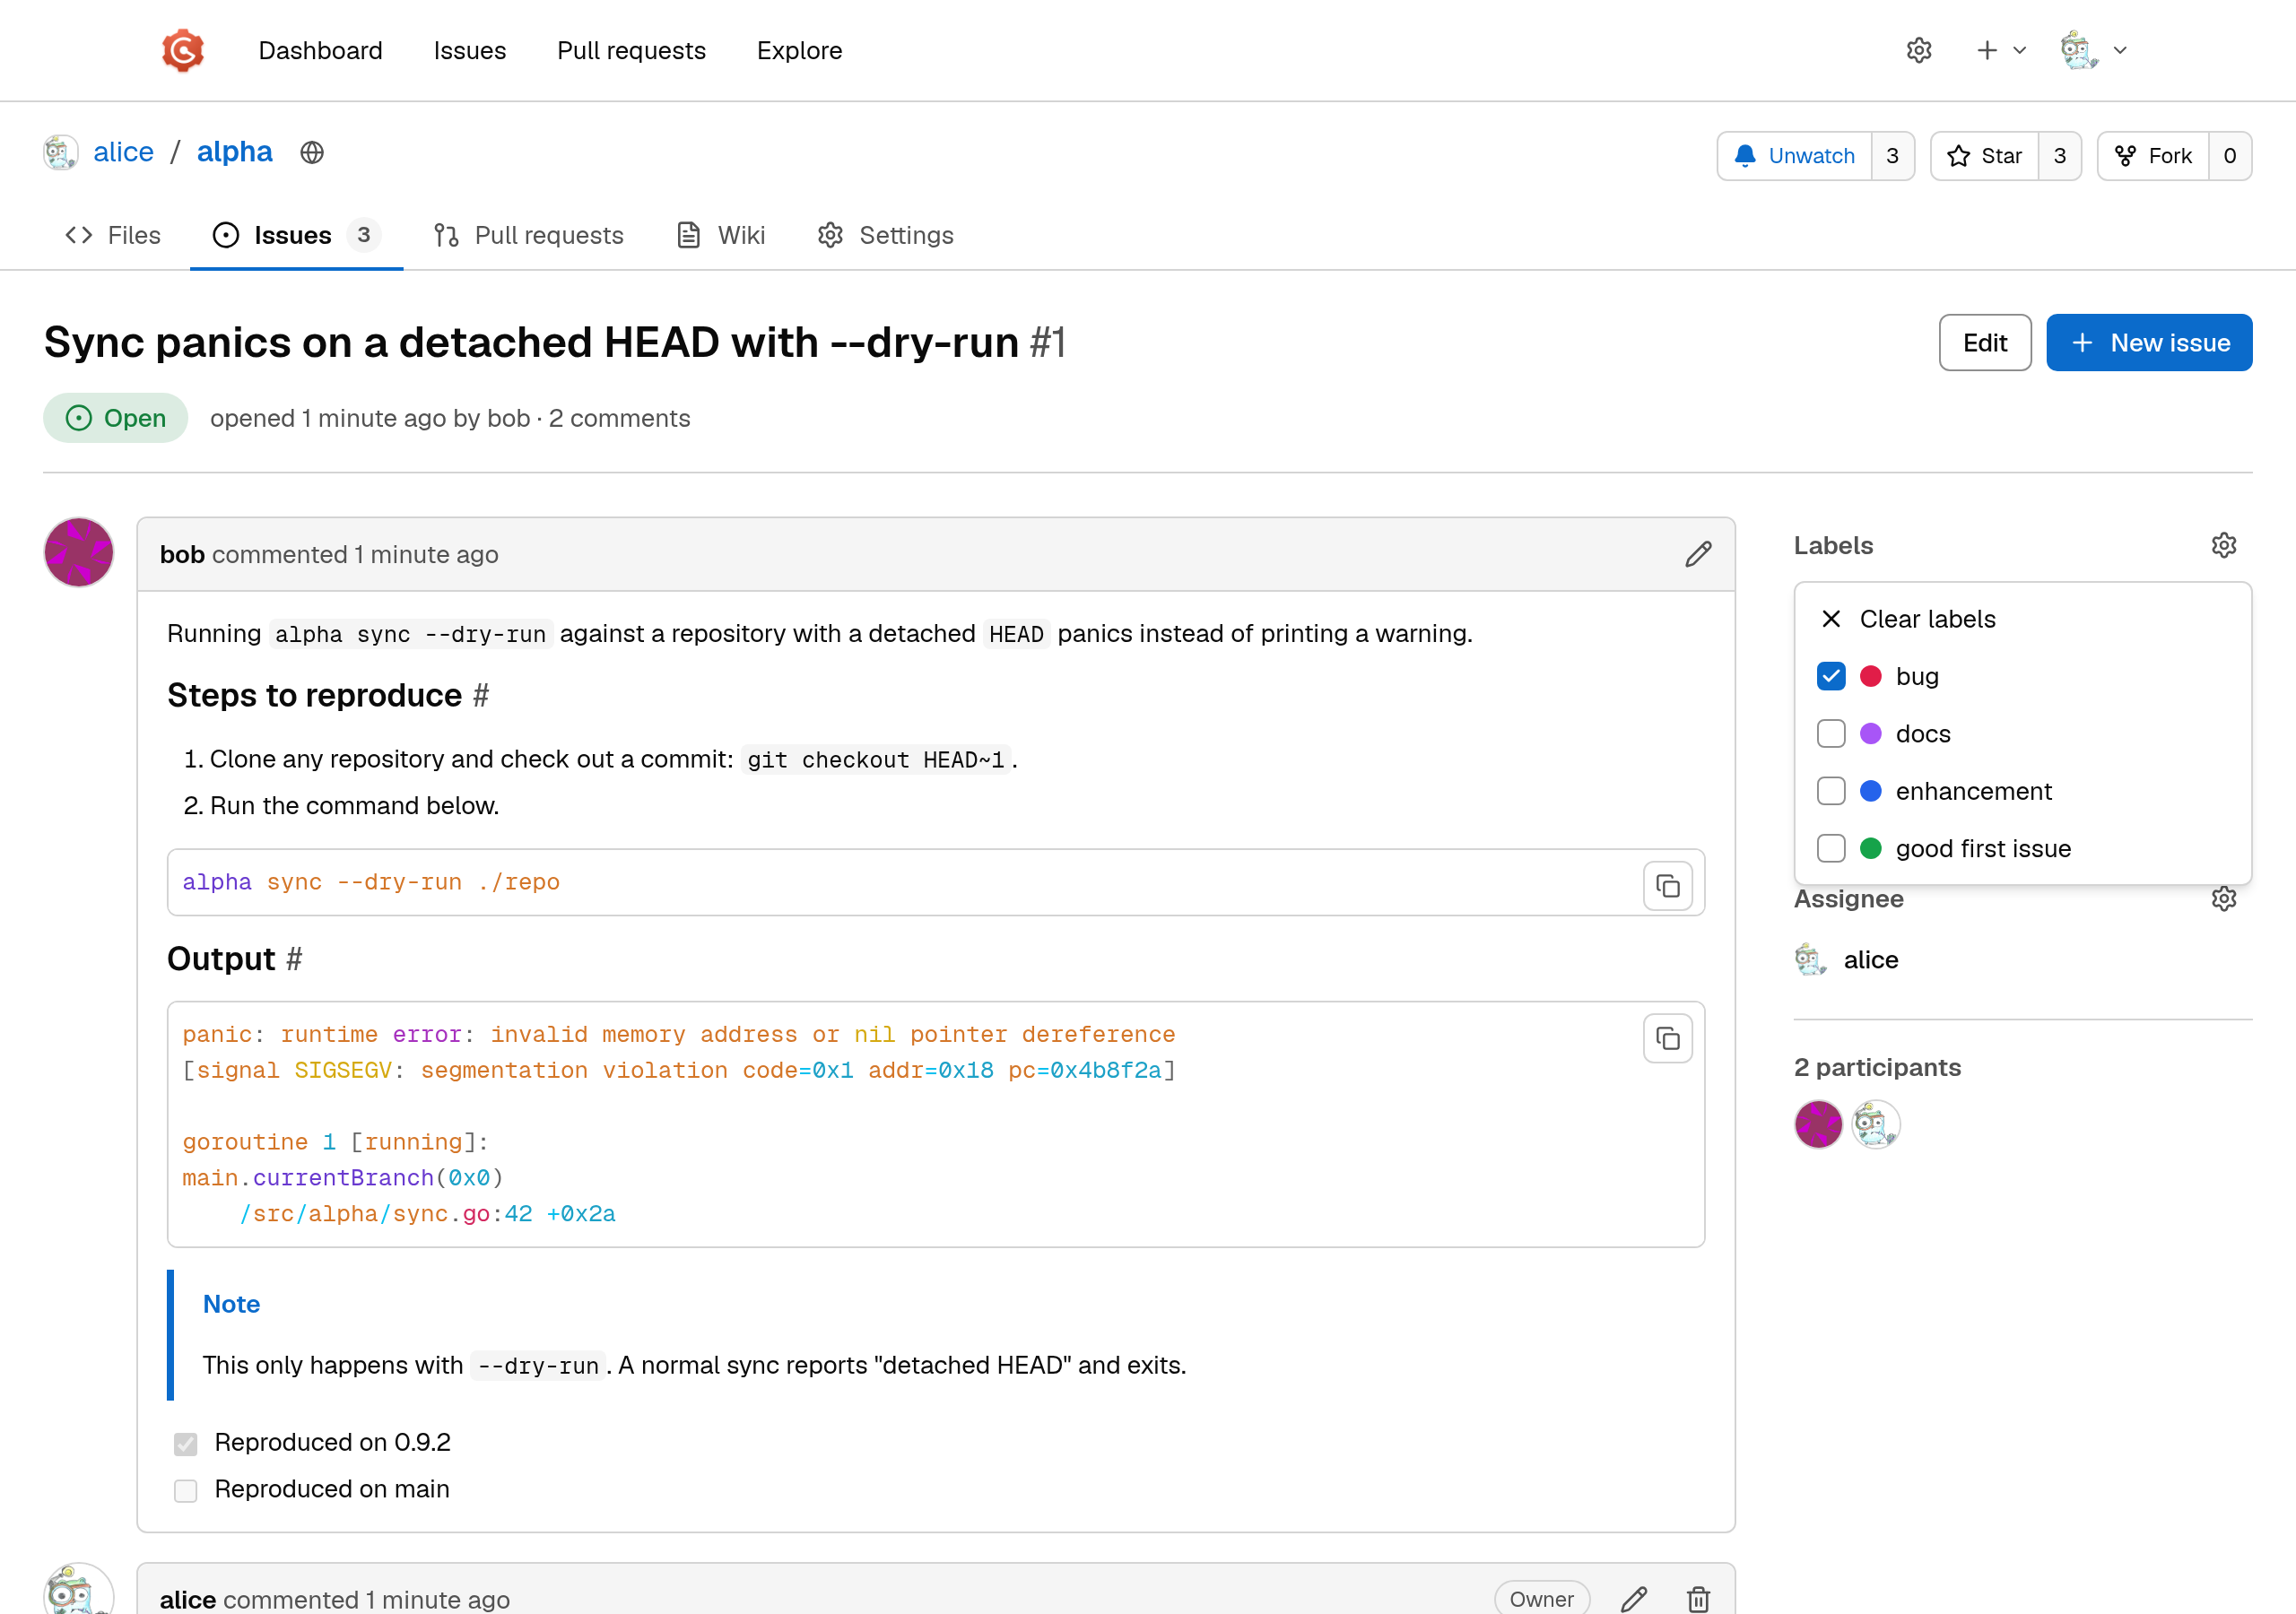 Dashboard Issues Pull requests Explore
alice / alpha
Unwatch 3 Star 3 Fork 0
Files Issues 3 Pull requests Wiki Settings
Sync panics on a detached HEAD with --dry-run #1
Edit New issue
Open opened 1 minute ago by bob · 2 comments
bob commented 1 minute ago
Running alpha sync --dry-run against a repository with a detached HEAD panics instead of printing a warning.
Steps to reproduce #
1. Clone any repository and check out a commit: git checkout HEAD~1.
2. Run the command below.
alpha sync --dry-run ./repo
Output #
panic: runtime error: invalid memory address or nil pointer dereference
[signal SIGSEGV: segmentation violation code=0x1 addr=0x18 pc=0x4b8f2a]
goroutine 1 [running]:
main.currentBranch(0x0)
/src/alpha/sync.go:42 +0x2a
Note
This only happens with --dry-run. A normal sync reports "detached HEAD" and exits.
Reproduced on 0.9.2
Reproduced on main
alice commented 1 minute ago Owner
Labels
Clear labels
bug
docs
enhancement
good first issue
Assignee
alice
2 participants